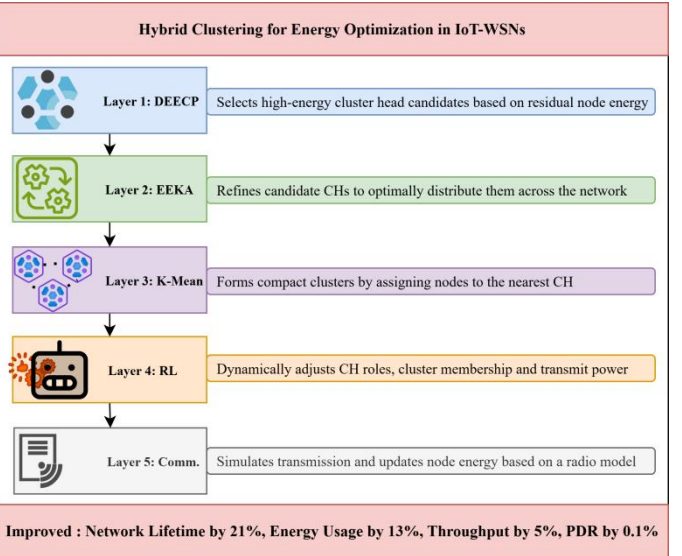 Hybrid Clustering for Energy Optimization in IoT-WSNs
Layer 1: DEECP
Selects high-energy cluster head candidates based on residual node energy
Layer 2: EEKA
Refines candidate CHs to optimally distribute them across the network
Layer 3: K-Mean
Forms compact clusters by assigning nodes to the nearest CH
Layer 4: RL
Dynamically adjusts CH roles, cluster membership and transmit power
Layer 5: Comm.
Simulates transmission and updates node energy based on a radio model
Improved : Network Lifetime by 21%, Energy Usage by 13%, Throughput by 5%, PDR by 0.1%